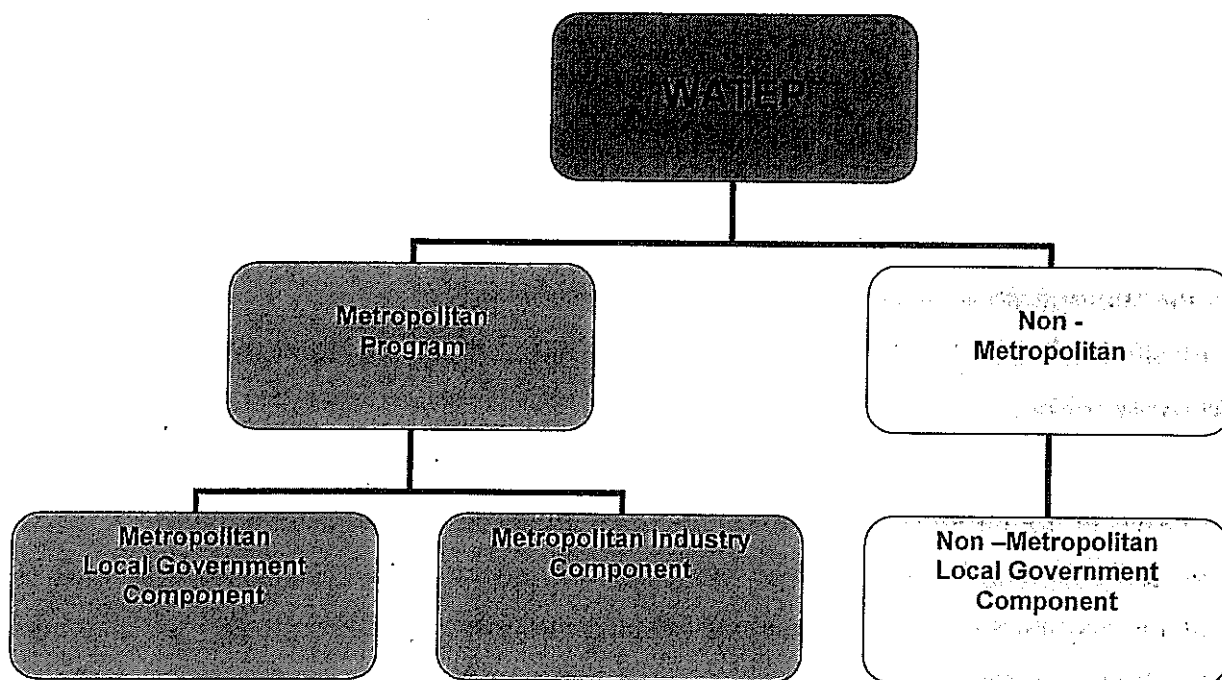 WATER
Metropolitan
Program
Non -
Metropolitan
Metropolitan
Local Government
Component
Metropolitan Industry
Component
Non –Metropolitan
Local Government
Component